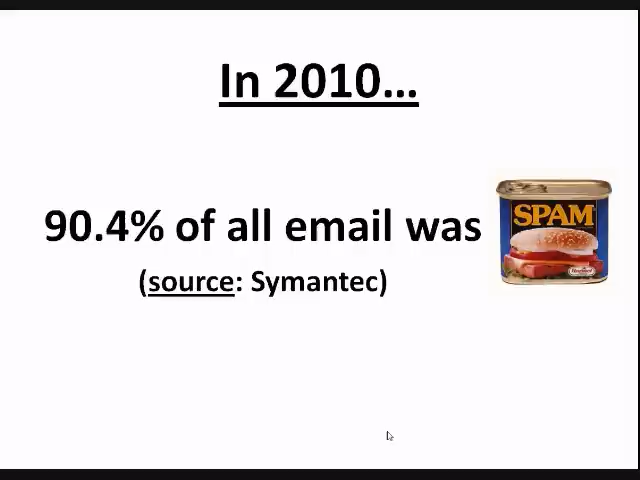 In 2010...
90.4% of all email was
SPAM
(source: Symantec)